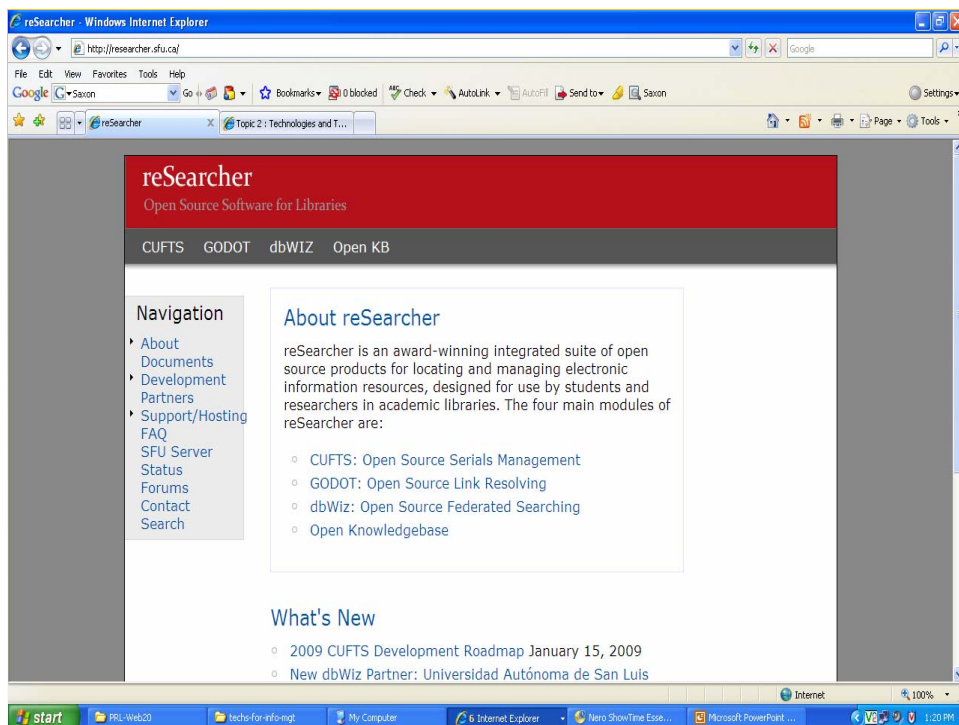 reSearcher - Windows Internet Explorer
http://researcher.sfu.ca/
Google
File Edit View Favorites Tools Help
Google G Saxon Go Bookmarks 0 blocked ABC Check AutoLink AutoFill Send to Saxon Settings
reSearcher X Topic 2 : Technologies and T... Page Tools
reSearcher
Open Source Software for Libraries
CUFTS GODOT dbWIZ Open KB
Navigation
About
Documents
Development
Partners
Support/Hosting
FAQ
SFU Server
Status
Forums
Contact
Search
About reSearcher
reSearcher is an award-winning integrated suite of open
source products for locating and managing electronic
information resources, designed for use by students and
researchers in academic libraries. The four main modules of
reSearcher are:
CUFTS: Open Source Serials Management
GODOT: Open Source Link Resolving
dbWiz: Open Source Federated Searching
Open Knowledgebase
What's New
2009 CUFTS Development Roadmap January 15, 2009
New dbWiz Partner: Universidad Autónoma de San Luis
Internet 100%
start PRL-Web20 techs-for-info-mgt My Computer 6 Internet Explorer Nero ShowTime Esse... Microsoft PowerPoint ... 1:20 PM